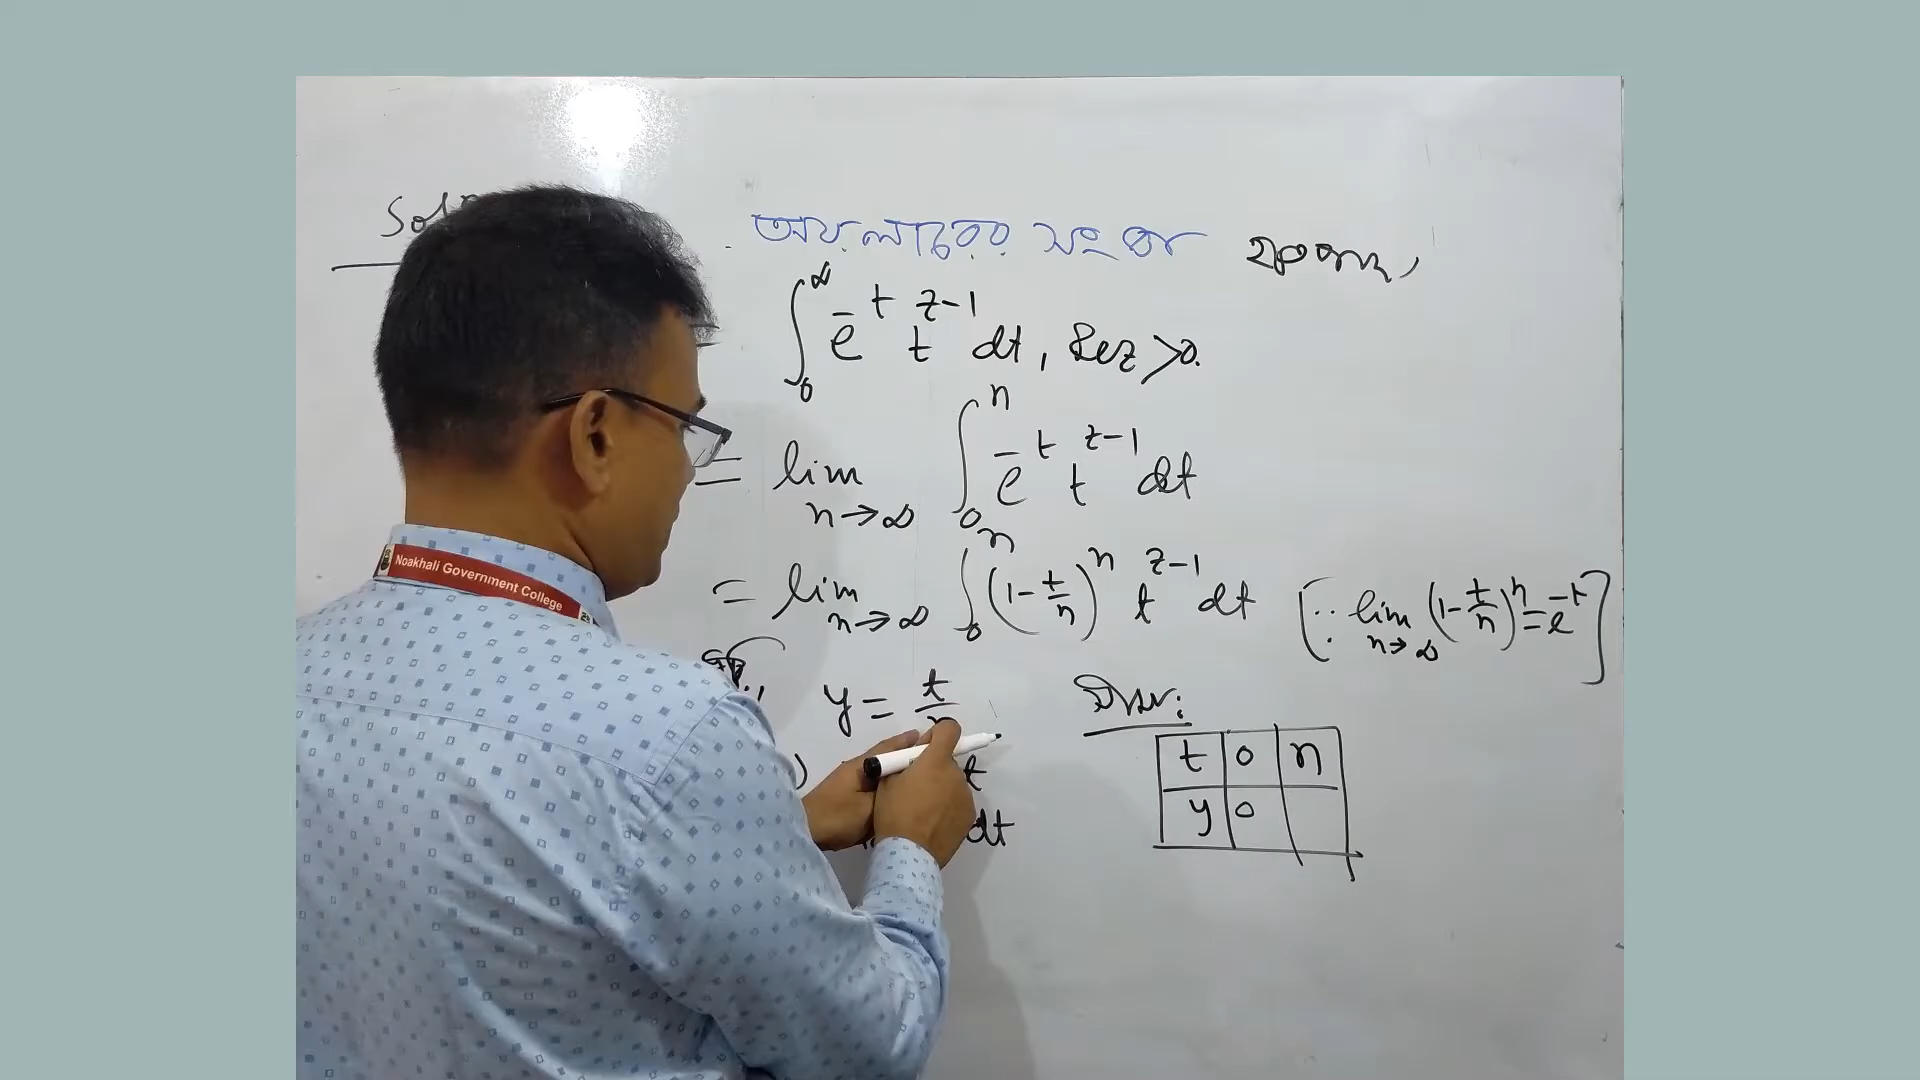 Sol
অয়লারের সংজ্ঞা হতে পাই,
∫₀^∞ e^{-t} t^{z-1} dt, Re z > 0.
= lim_{n→∞} ∫₀^n e^{-t} t^{z-1} dt
= lim_{n→∞} ∫₀^n (1 - t/n)^n t^{z-1} dt [∵ lim_{n→∞} (1 - t/n)^n = e^{-t}]
y = t/n
t
dt
t 0 n
y 0
Noakhali Government College